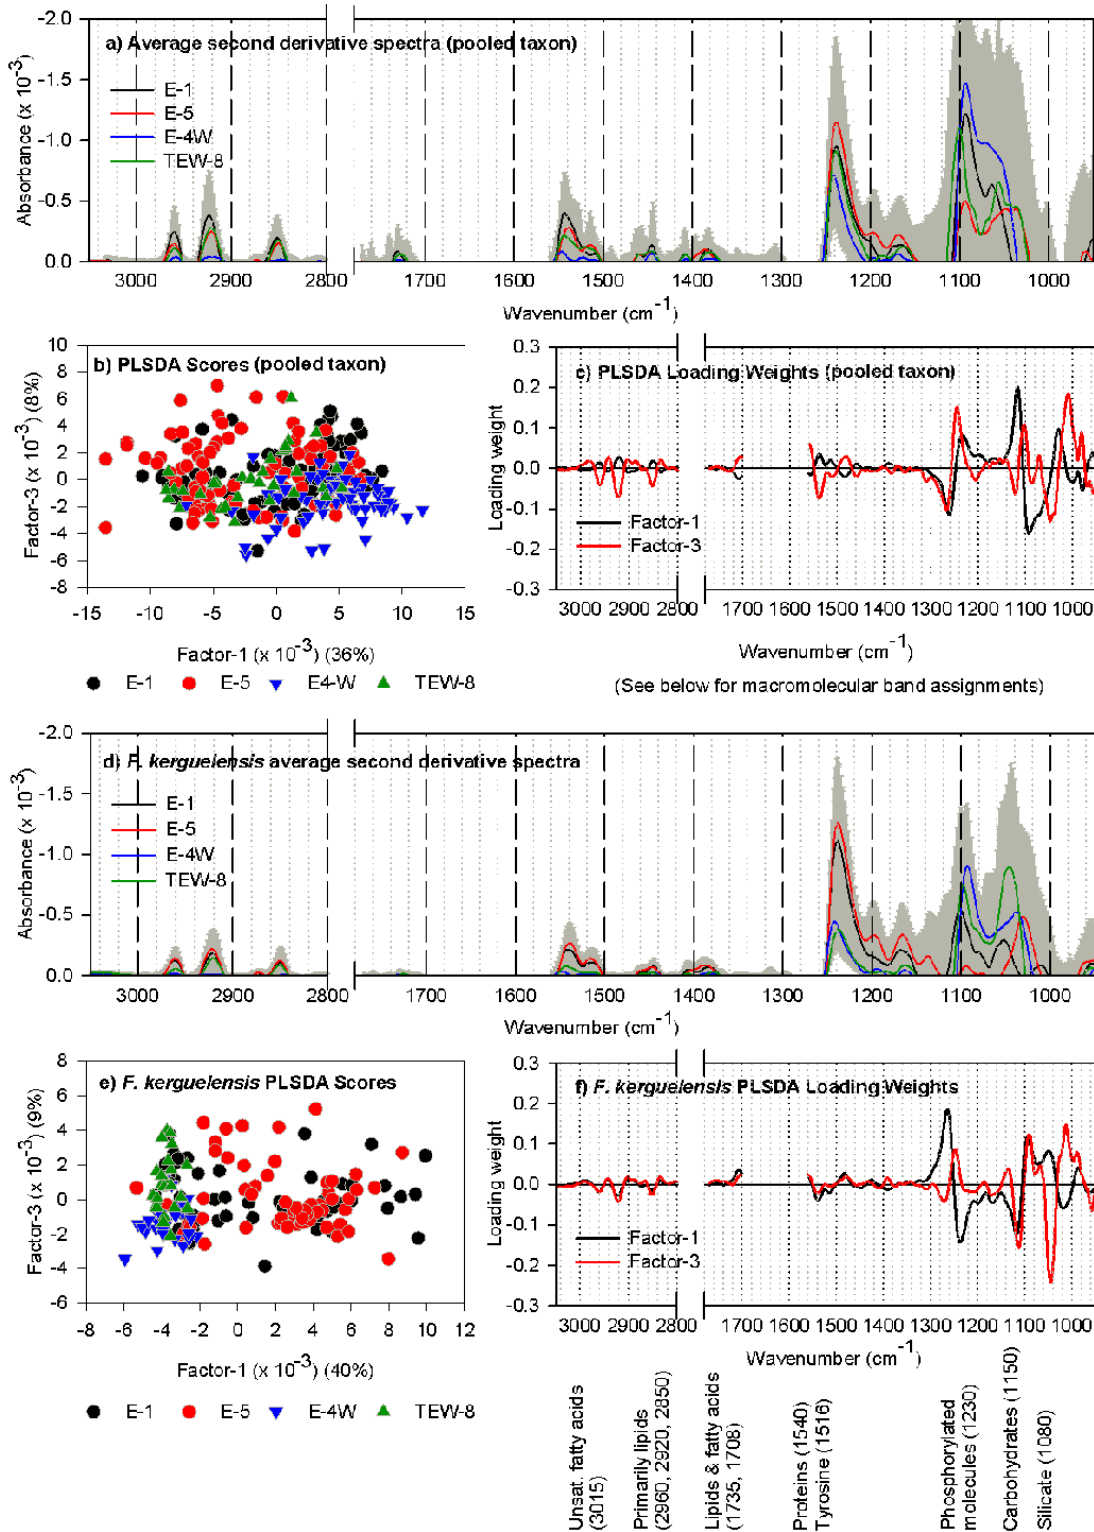 a) Average second derivative spectra (pooled taxon)
Absorbance (x 10-3)
-2.0
-1.5
-1.0
-0.5
0.0
E-1
E-5
E-4W
TEW-8
3000 2900 2800 1700 1600 1500 1400 1300 1200 1100 1000
Wavenumber (cm-1)
b) PLSDA Scores (pooled taxon)
Factor-3 (x 10-3) (8%)
10
8
6
4
2
0
-2
-4
-6
-8
-15 -10 -5 0 5 10 15
Factor-1 (x 10-3) (36%)
E-1 E-5 E4-W TEW-8
c) PLSDA Loading Weights (pooled taxon)
Loading weight
0.3
0.2
0.1
0.0
-0.1
-0.2
-0.3
Factor-1
Factor-3
3000 2900 2800 1700 1600 1500 1400 1300 1200 1100 1000
Wavenumber (cm-1)
(See below for macromolecular band assignments)
d) F. kerguelensis average second derivative spectra
Absorbance (x 10-3)
-2.0
-1.5
-1.0
-0.5
0.0
E-1
E-5
E-4W
TEW-8
3000 2900 2800 1700 1600 1500 1400 1300 1200 1100 1000
Wavenumber (cm-1)
e) F. kerguelensis PLSDA Scores
Factor-3 (x 10-3) (9%)
8
6
4
2
0
-2
-4
-6
-8 -6 -4 -2 0 2 4 6 8 10 12
Factor-1 (x 10-3) (40%)
E-1 E-5 E-4W TEW-8
f) F. kerguelensis PLSDA Loading Weights
Loading weight
0.3
0.2
0.1
0.0
-0.1
-0.2
-0.3
Factor-1
Factor-3
3000 2900 2800 1700 1600 1500 1400 1300 1200 1100 1000
Wavenumber (cm-1)
Unsat. fatty acids
(3015)
Primarily lipids
(2960, 2920, 2850)
Lipids & fatty acids
(1735, 1708)
Proteins (1540)
Tyrosine (1516)
Phosphorylated
molecules (1230)
Carbohydrates (1150)
Silicate (1080)